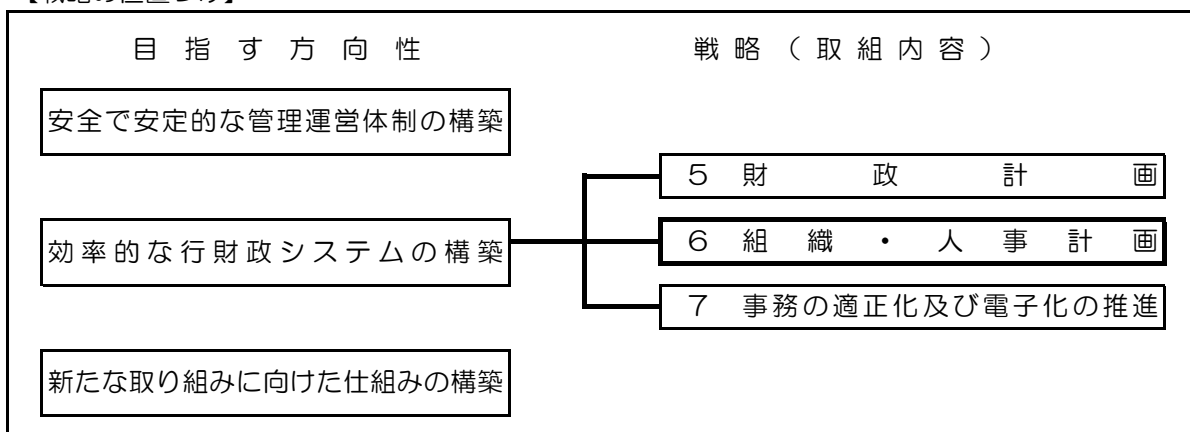 目指す方向性
戦略（取組内容）
安全で安定的な管理運営体制の構築
効率的な行財政システムの構築
新たな取り組みに向けた仕組みの構築
５ 財政計画
６ 組織・人事計画
７ 事務の適正化及び電子化の推進